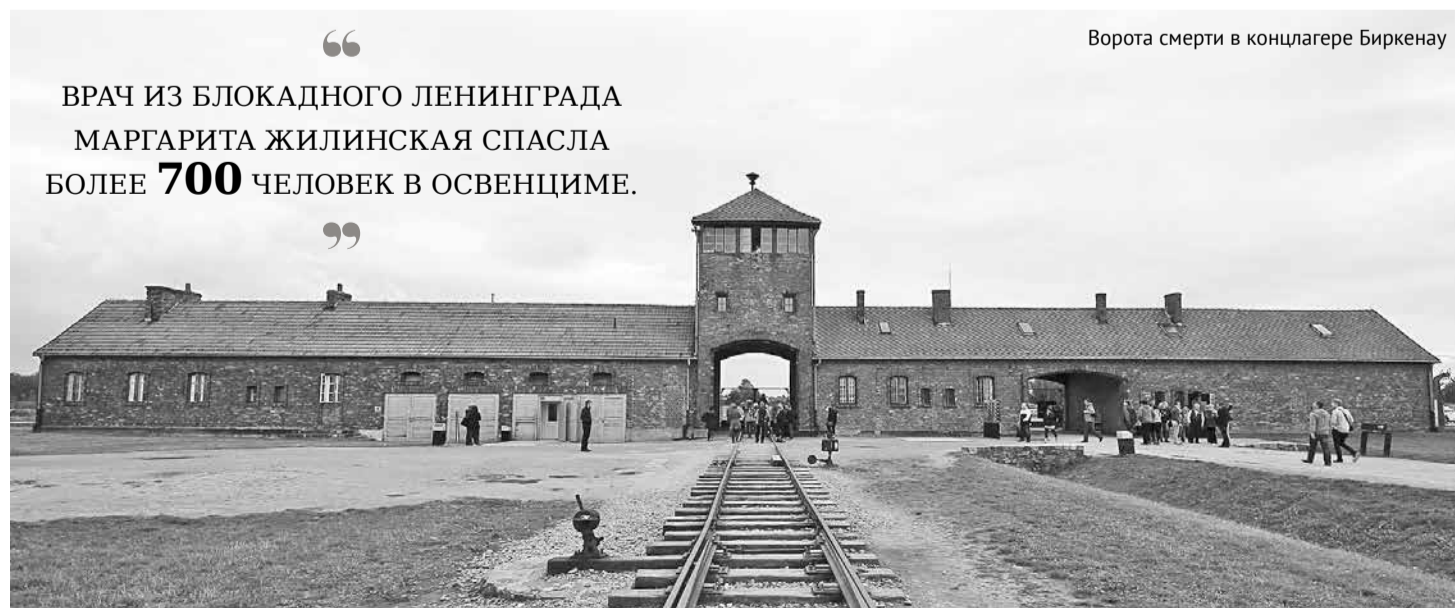 “
ВРАЧ ИЗ БЛОКАДНОГО ЛЕНИНГРАДА
МАРГАРИТА ЖИЛИНСКАЯ СПАСЛА
БОЛЕЕ 700 ЧЕЛОВЕК В ОСВЕНЦИМЕ.
”
Ворота смерти в концлагере Биркенау